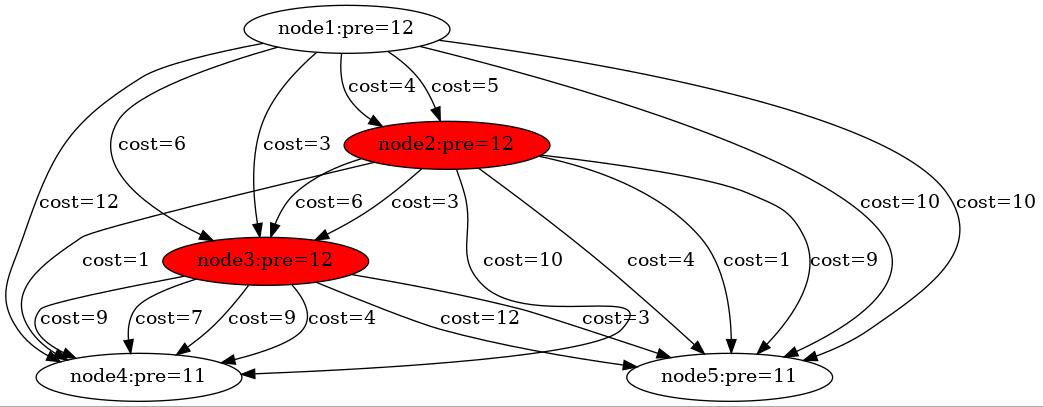 node1:pre=12
cost=4
cost=5
cost=6
cost=3
node2:pre=12
cost=12
cost=6
cost=3
cost=10
cost=10
cost=1
node3:pre=12
cost=10
cost=4
cost=1
cost=9
cost=9
cost=7
cost=9
cost=4
cost=12
cost=3
node4:pre=11
node5:pre=11